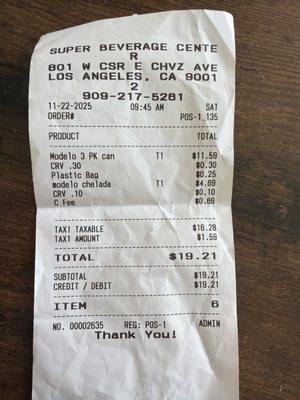 SUPER BEVERAGE CENTE
R
801 W CSR E CHVZ AVE
LOS ANGELES, CA 9001
2
909-217-5261
11-22-2025 09:45 AM SAT
ORDER# POS-1_135
PRODUCT TOTAL
Modelo 3 PK can T1 $11.59
CRV .30 $0.30
Plastic Bag $0.25
modelo chelada T1 $4.69
CRV .10 $0.10
C Fee $0.69
TAX1 TAXABLE $16.28
TAX1 AMOUNT $1.59
TOTAL $19.21
SUBTOTAL $19.21
CREDIT / DEBIT $19.21
ITEM 6
NO. 00002635 REG: POS-1 ADMIN
Thank You!